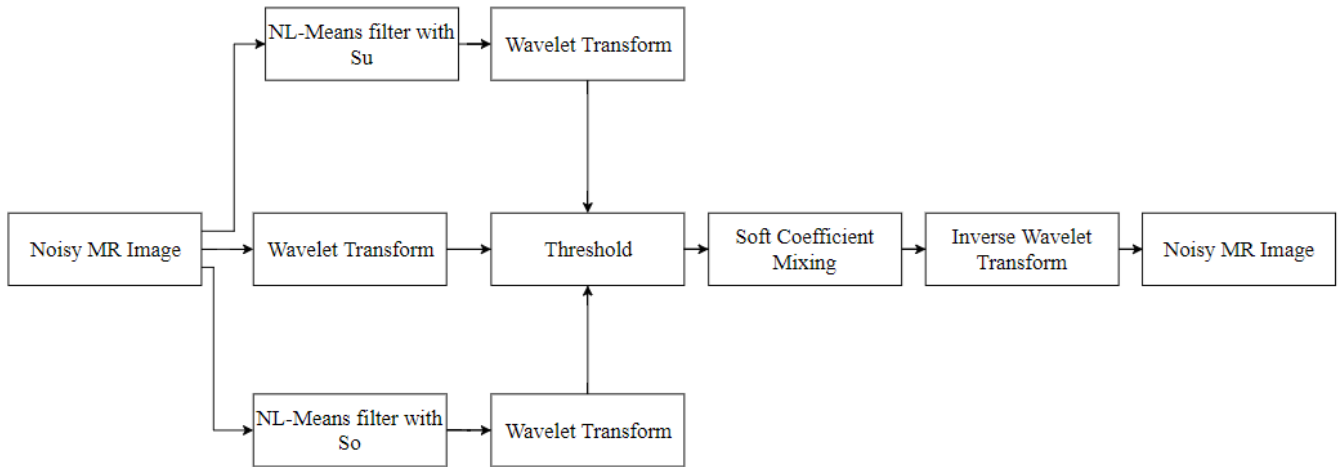 NL-Means filter with
Su
Wavelet Transform
Noisy MR Image
Wavelet Transform
Threshold
Soft Coefficient
Mixing
Inverse Wavelet
Transform
Noisy MR Image
NL-Means filter with
So
Wavelet Transform